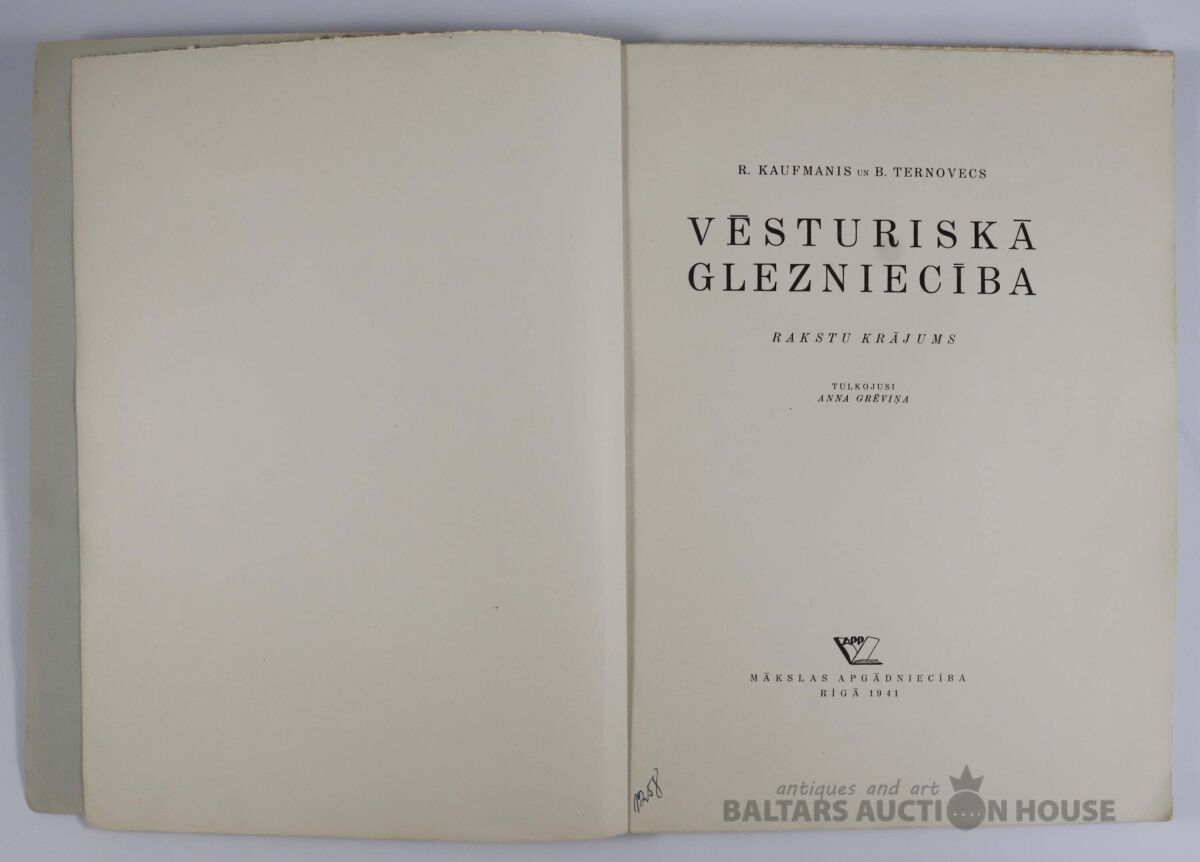 R. KAUFMANIS UN B. TERNOVECS
VĒSTURISKĀ
GLEZNIECĪBA
RAKSTU KRĀJUMS
TULKOJUSI
ANNA GRĒVIŅA
APP
MĀKSLAS APGĀDNIECĪBA
RĪGĀ 1941
antiques and art
BALTARS AUCTION HOUSE